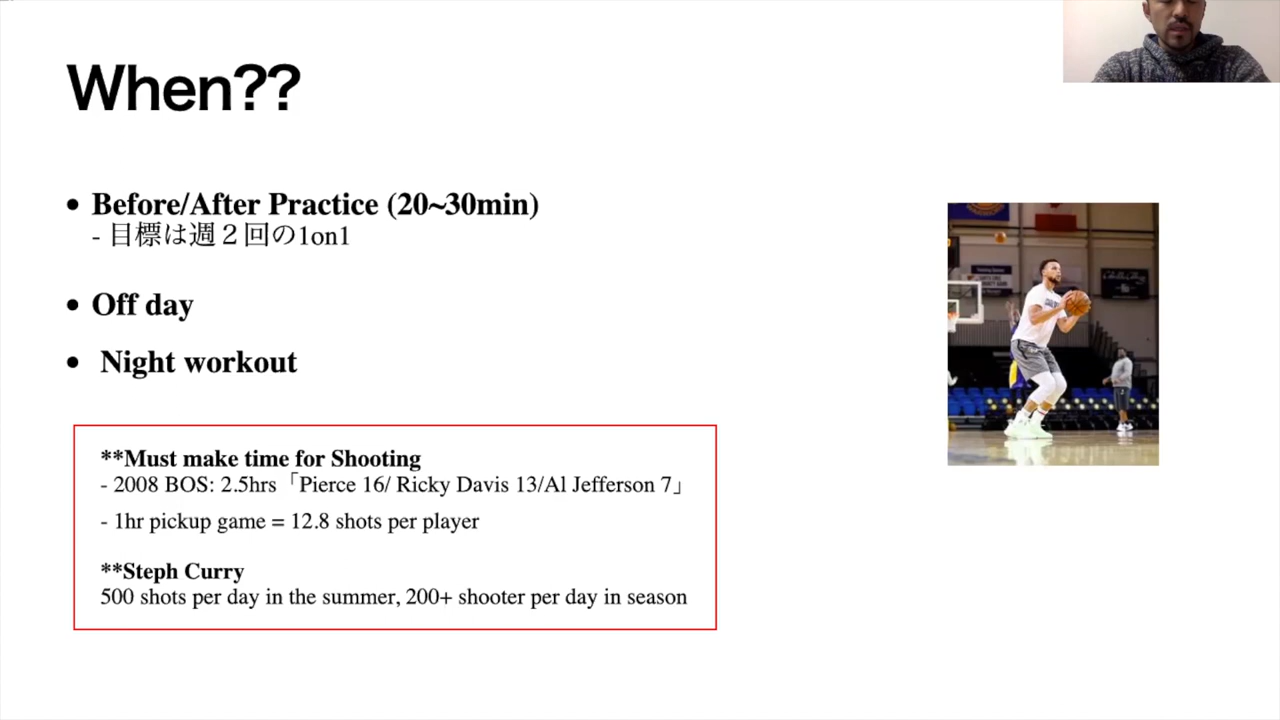 When??
• Before/After Practice (20~30min)
- 目標は週２回の1on1
• Off day
• Night workout
**Must make time for Shooting
- 2008 BOS: 2.5hrs「Pierce 16/ Ricky Davis 13/Al Jefferson 7」
- 1hr pickup game = 12.8 shots per player
**Steph Curry
500 shots per day in the summer, 200+ shooter per day in season